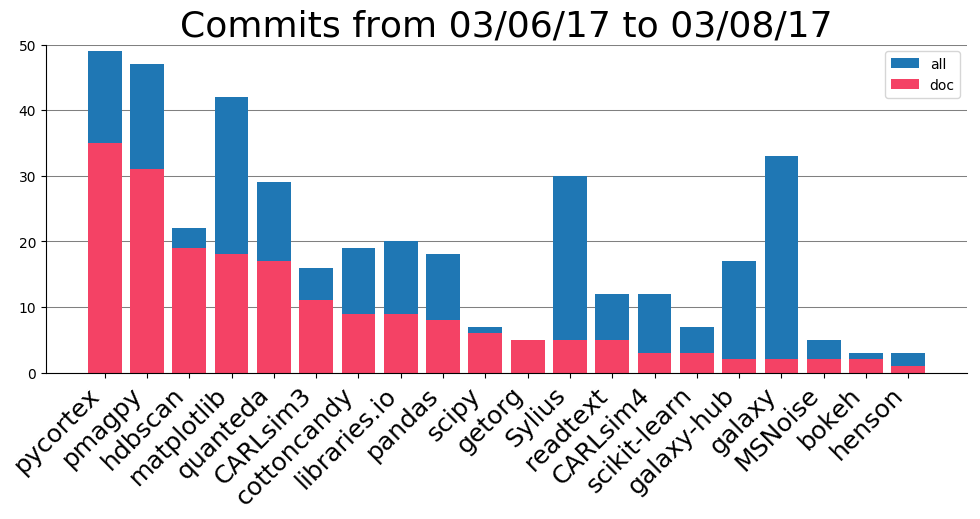 Commits from 03/06/17 to 03/08/17
all
doc
50
40
30
20
10
0
pycortex
pmagpy
hdbscan
matplotlib
quanteda
CARLsim3
cottoncandy
libraries.io
pandas
scipy
getorg
Sylius
readtext
CARLsim4
scikit-learn
galaxy-hub
galaxy
MSNoise
bokeh
henson